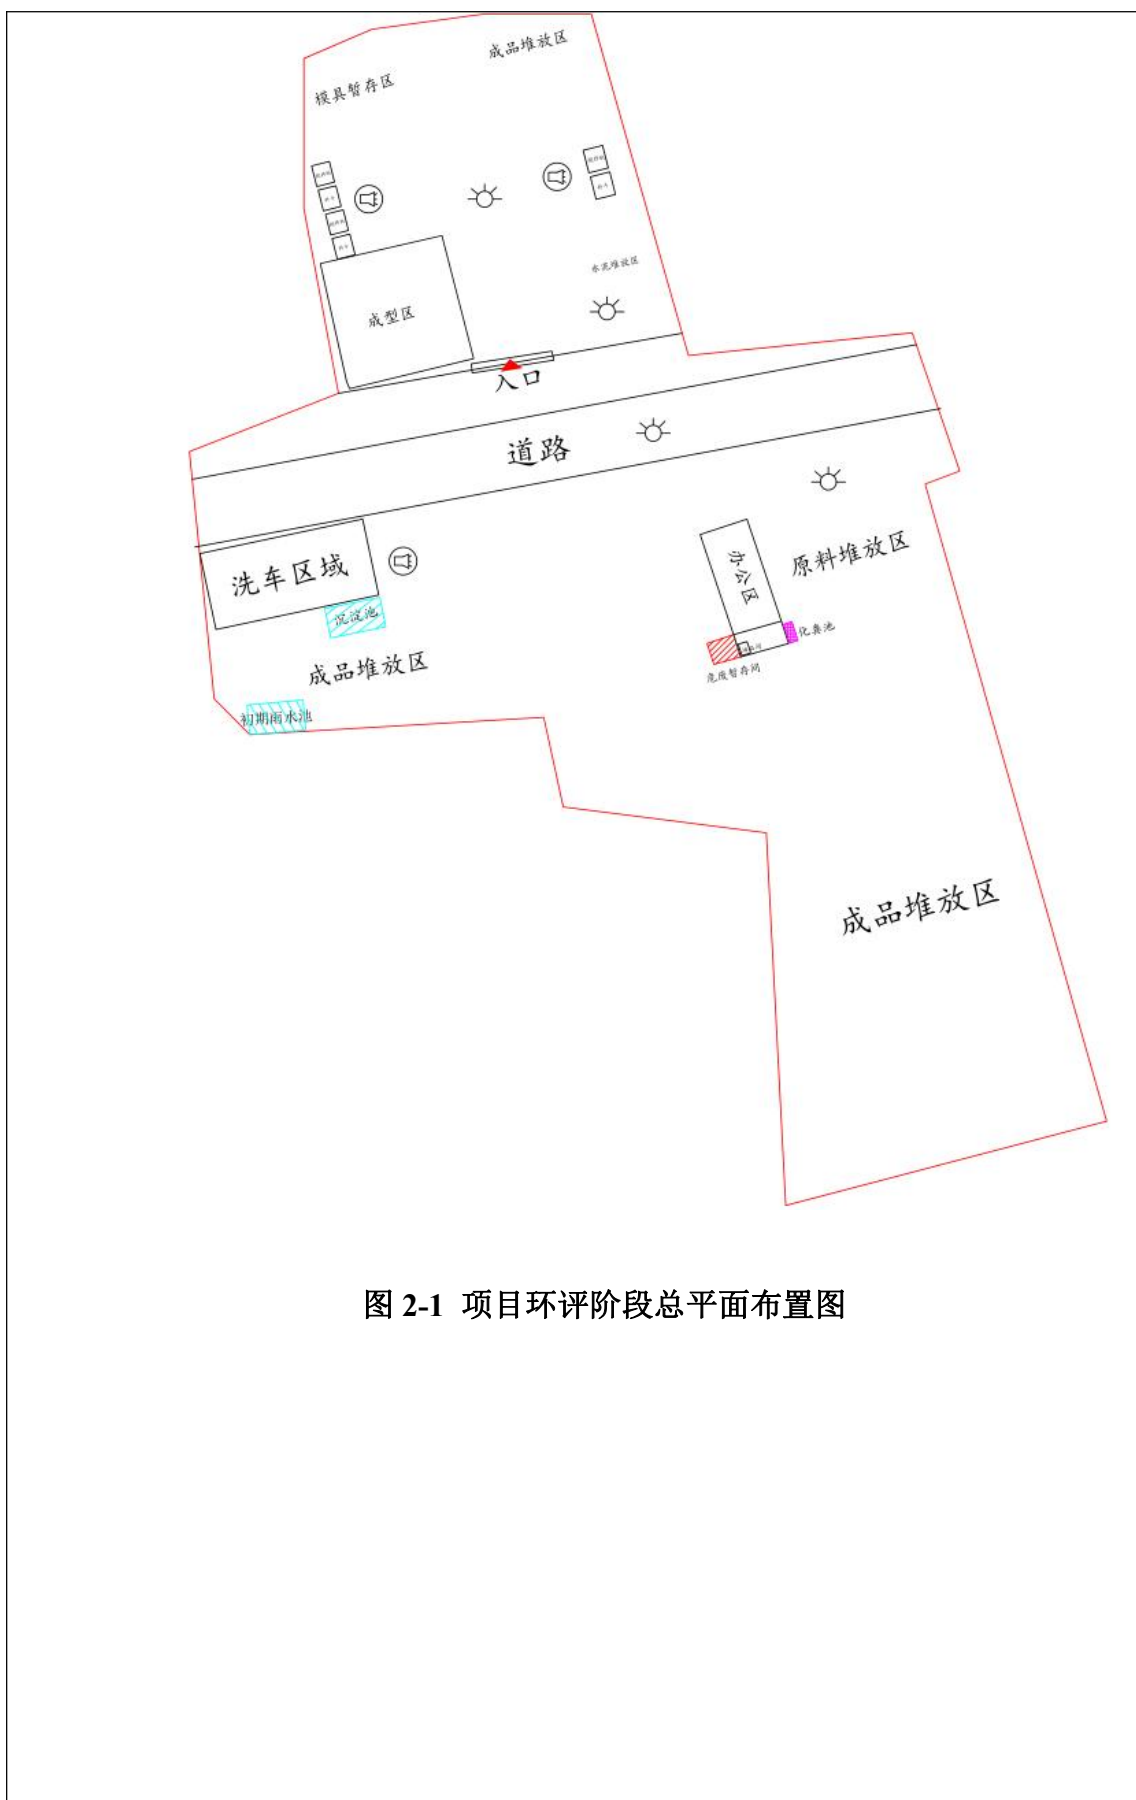 成品堆放区
模具暂存区
水泥堆放区
成型区
入口
道路
原料堆放区
办公区
洗车区域
沉淀池
化粪池
成品堆放区
危废暂存间
初期雨水池
成品堆放区
图 2-1 项目环评阶段总平面布置图